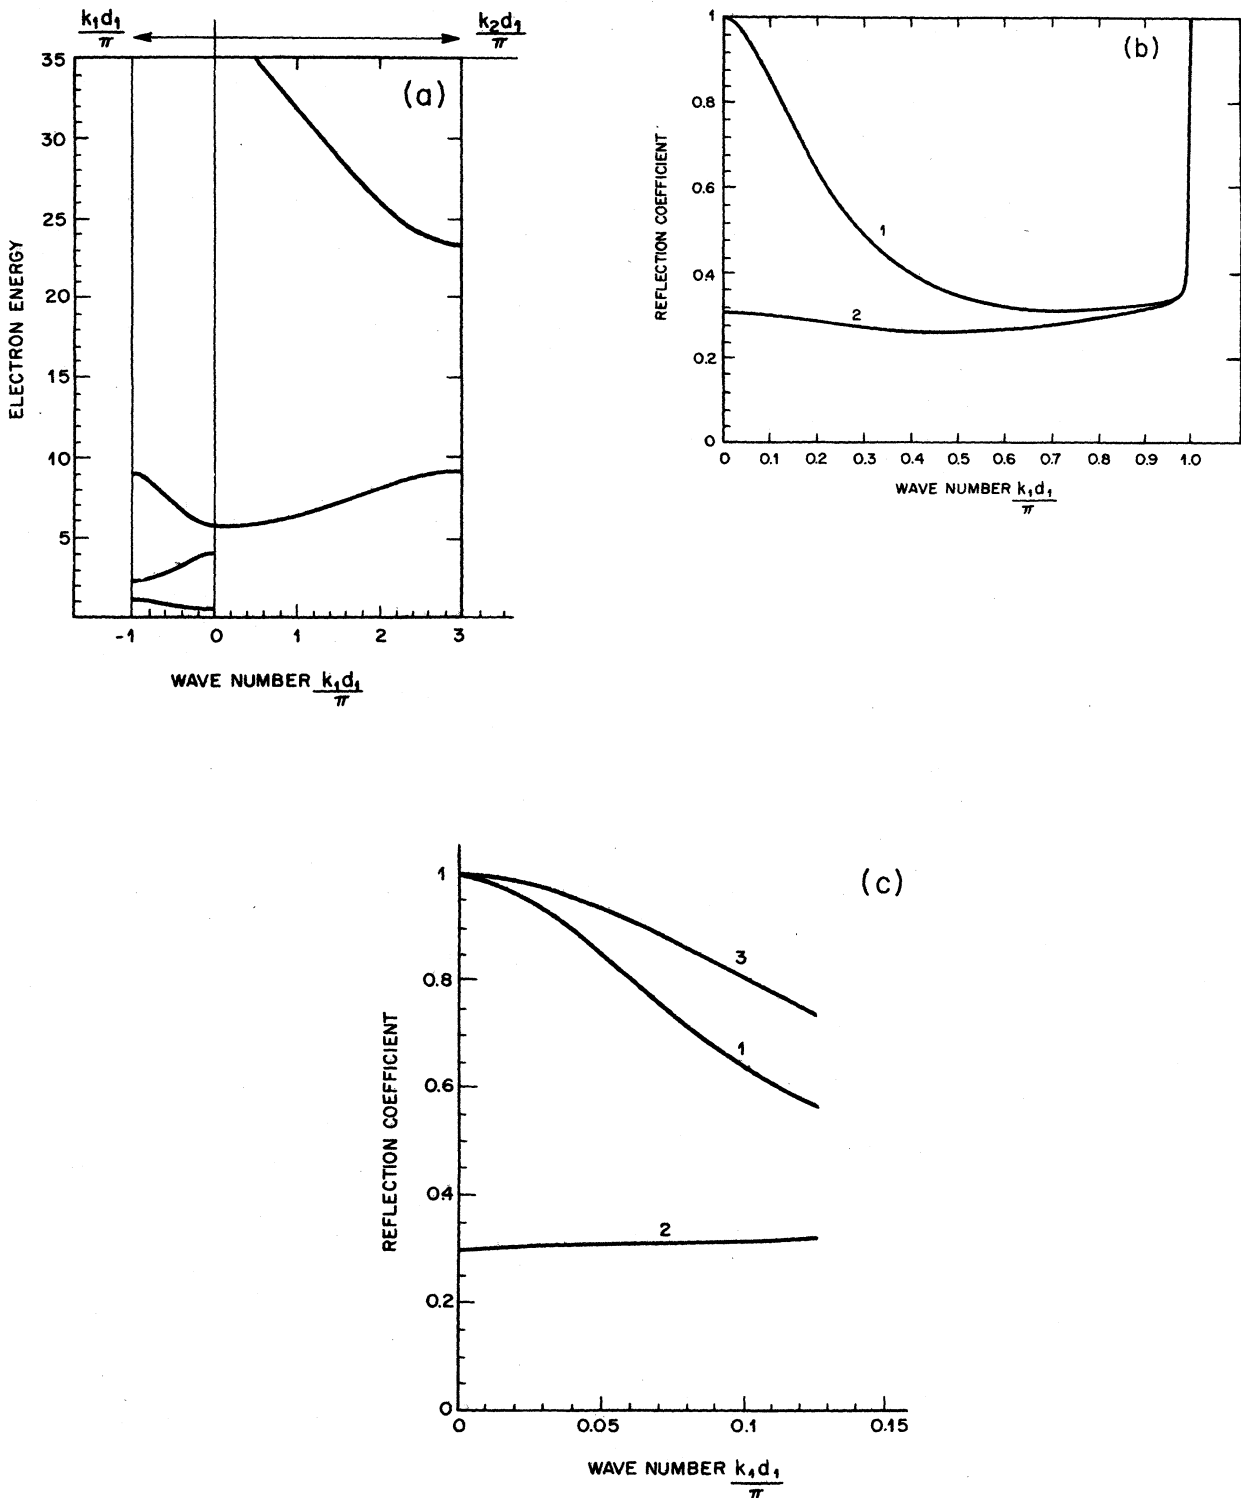 k₁d₁
π
k₂d₁
π
(a)
35
30
25
20
15
10
5
ELECTRON ENERGY
-1 0 1 2 3
WAVE NUMBER k₁d₁
π
(b)
1
0.8
0.6
0.4
0.2
0
REFLECTION COEFFICIENT
1
2
0 0.1 0.2 0.3 0.4 0.5 0.6 0.7 0.8 0.9 1.0
WAVE NUMBER k₁d₁
π
(c)
1
0.8
0.6
0.4
0.2
0
REFLECTION COEFFICIENT
3
1
2
0 0.05 0.1 0.15
WAVE NUMBER k₁d₁
π